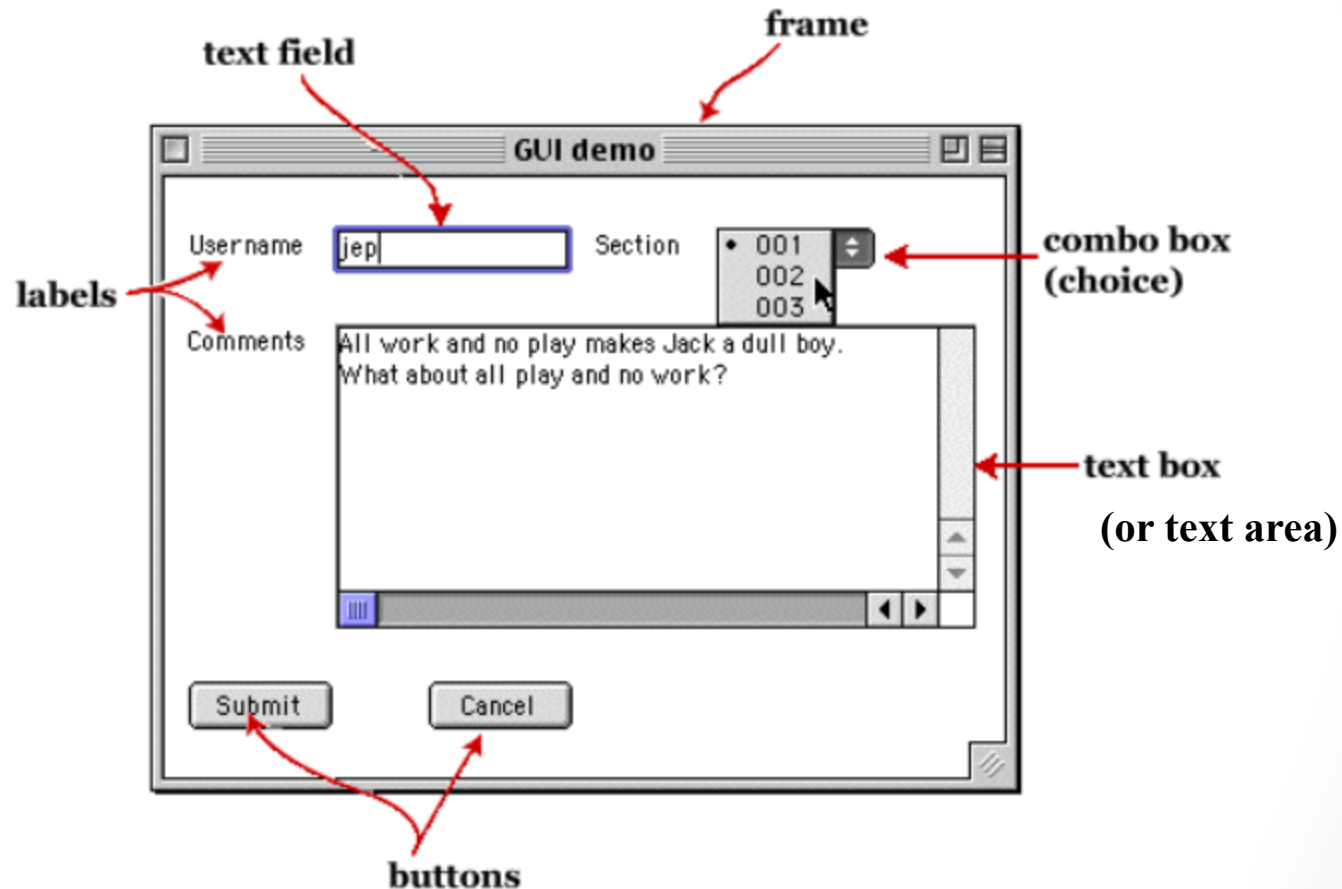 frame
text field
GUI demo
Username
jep
Section
001
002
003
combo box
(choice)
labels
Comments
All work and no play makes Jack a dull boy.
What about all play and no work?
text box
(or text area)
Submit
Cancel
buttons